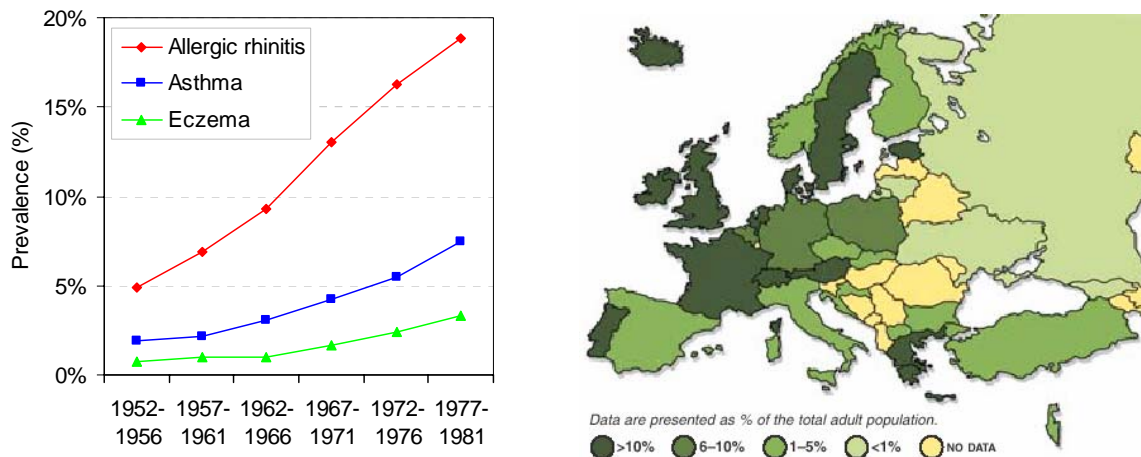 20%
15%
10%
5%
0%
Prevalence (%)
Allergic rhinitis
Asthma
Eczema
1952- 1957- 1962- 1967- 1972- 1977-
1956 1961 1966 1971 1976 1981
Data are presented as % of the total adult population.
>10% 6–10% 1–5% <1% NO DATA